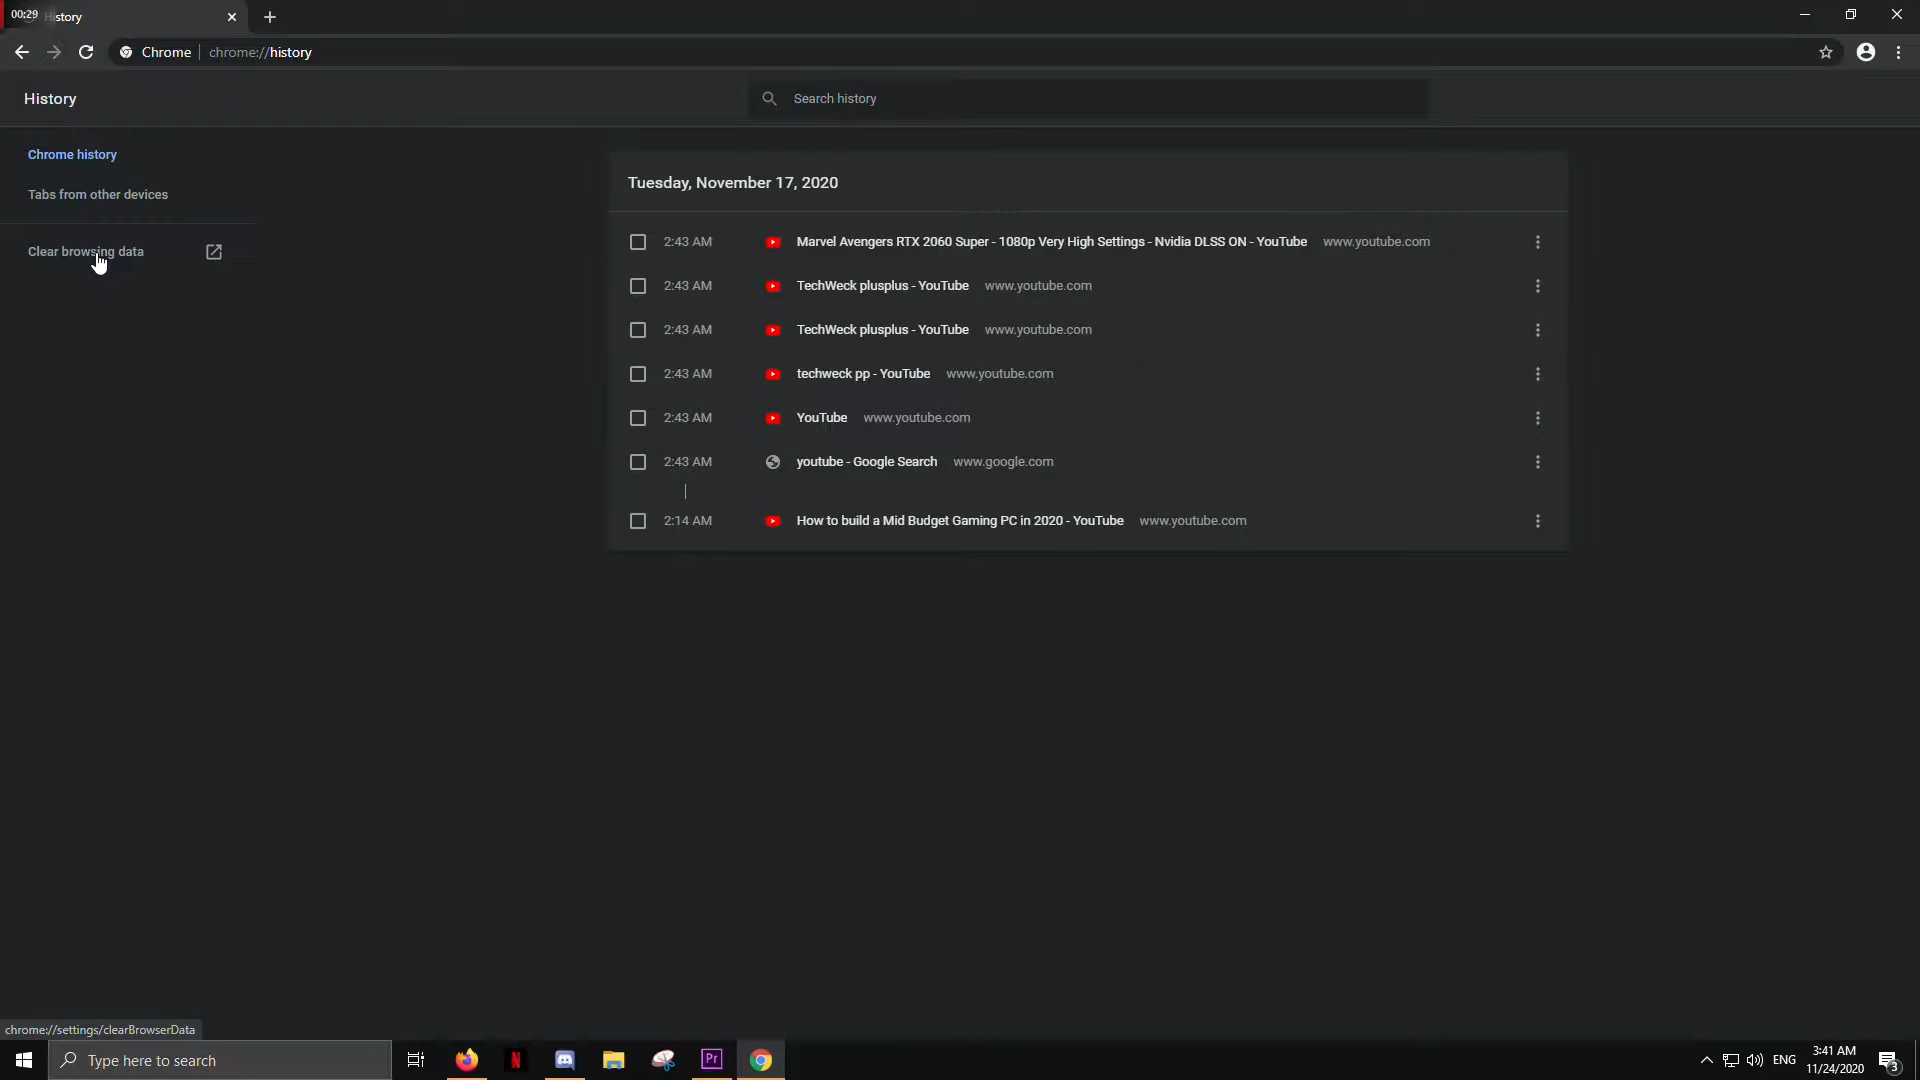 00:29
History
Chrome
chrome://history
History
Search history
Chrome history
Tabs from other devices
Clear browsing data
Tuesday, November 17, 2020
2:43 AM Marvel Avengers RTX 2060 Super - 1080p Very High Settings - Nvidia DLSS ON - YouTube www.youtube.com
2:43 AM TechWeck plusplus - YouTube www.youtube.com
2:43 AM TechWeck plusplus - YouTube www.youtube.com
2:43 AM techweck pp - YouTube www.youtube.com
2:43 AM YouTube www.youtube.com
2:43 AM youtube - Google Search www.google.com
2:14 AM How to build a Mid Budget Gaming PC in 2020 - YouTube www.youtube.com
chrome://settings/clearBrowserData
Type here to search
N
Pr
ENG
3:41 AM
11/24/2020
3